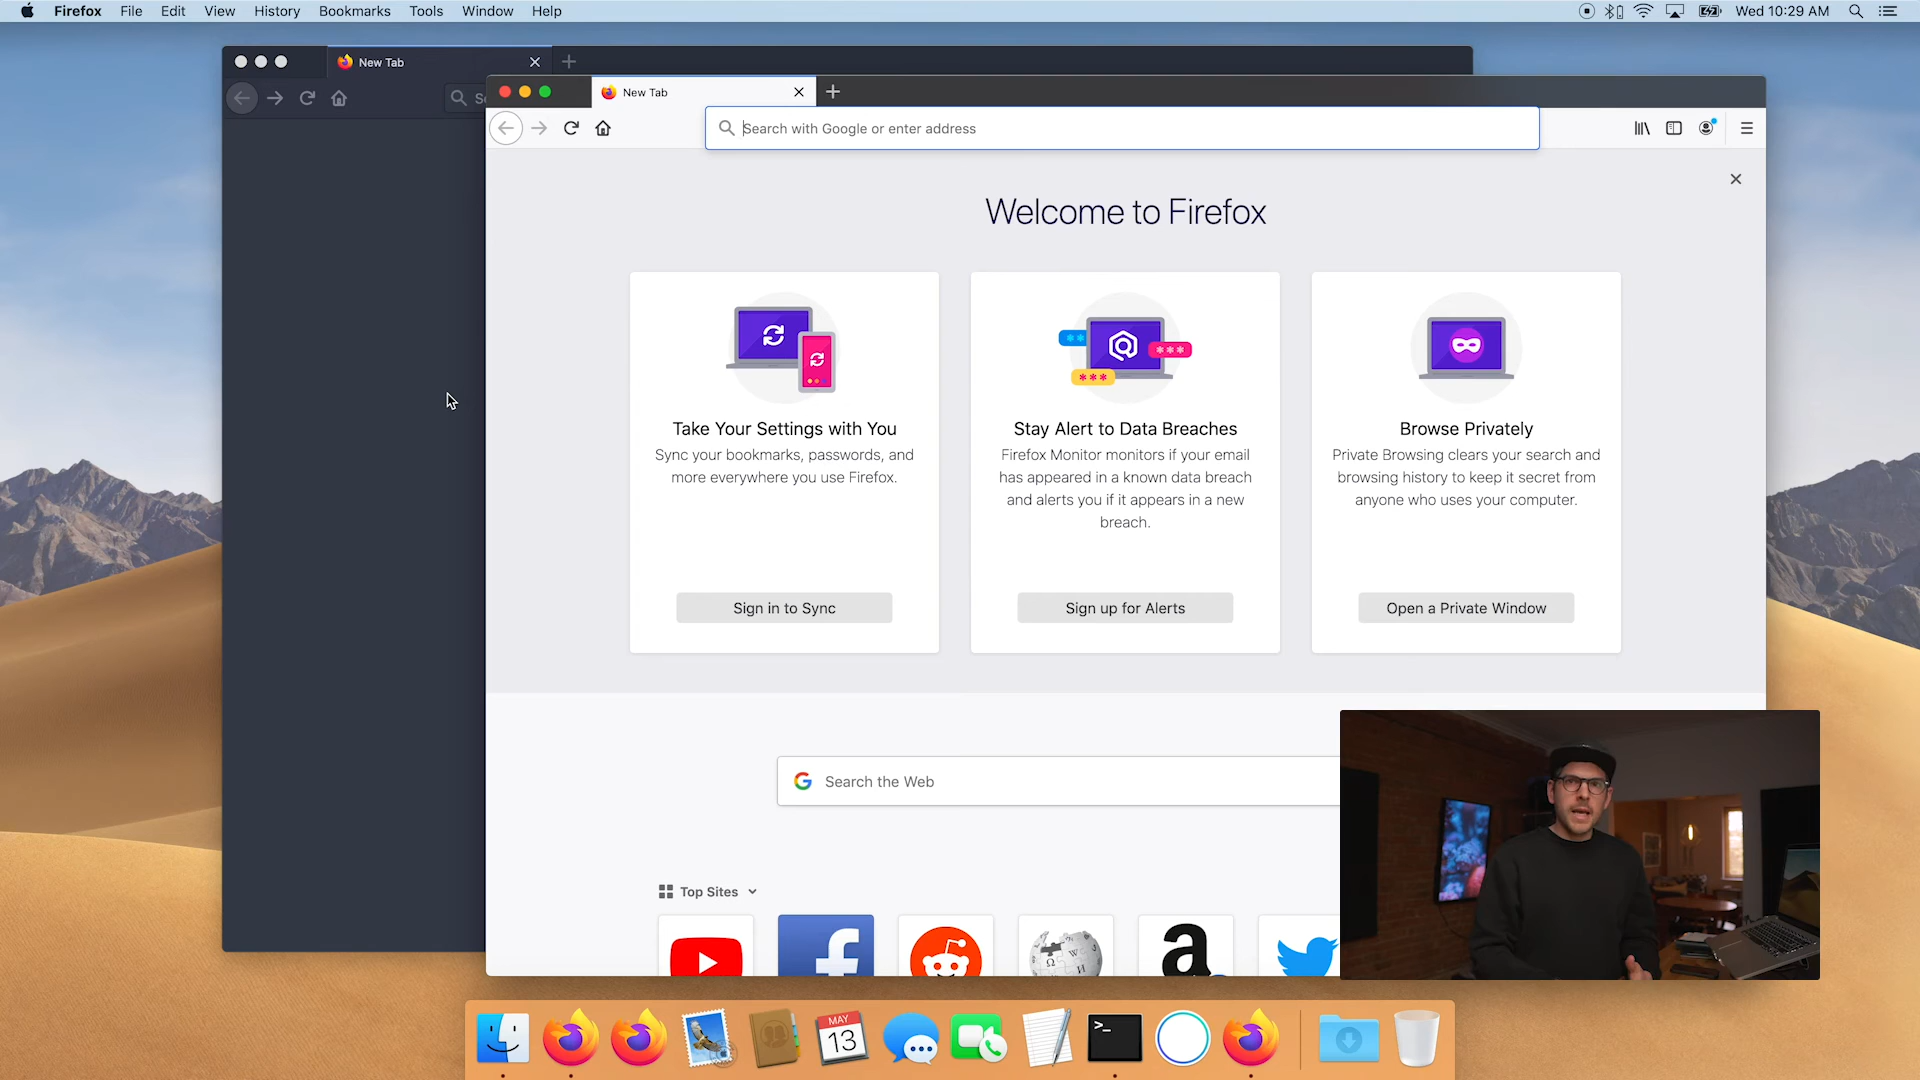 Firefox File Edit View History Bookmarks Tools Window Help Wed 10:29 AM
New Tab
New Tab
Search with Google or enter address
Welcome to Firefox
Take Your Settings with You
Sync your bookmarks, passwords, and
more everywhere you use Firefox.
Sign in to Sync
Stay Alert to Data Breaches
Firefox Monitor monitors if your email
has appeared in a known data breach
and alerts you if it appears in a new
breach.
Sign up for Alerts
Browse Privately
Private Browsing clears your search and
browsing history to keep it secret from
anyone who uses your computer.
Open a Private Window
Search the Web
Top Sites
MAY
13